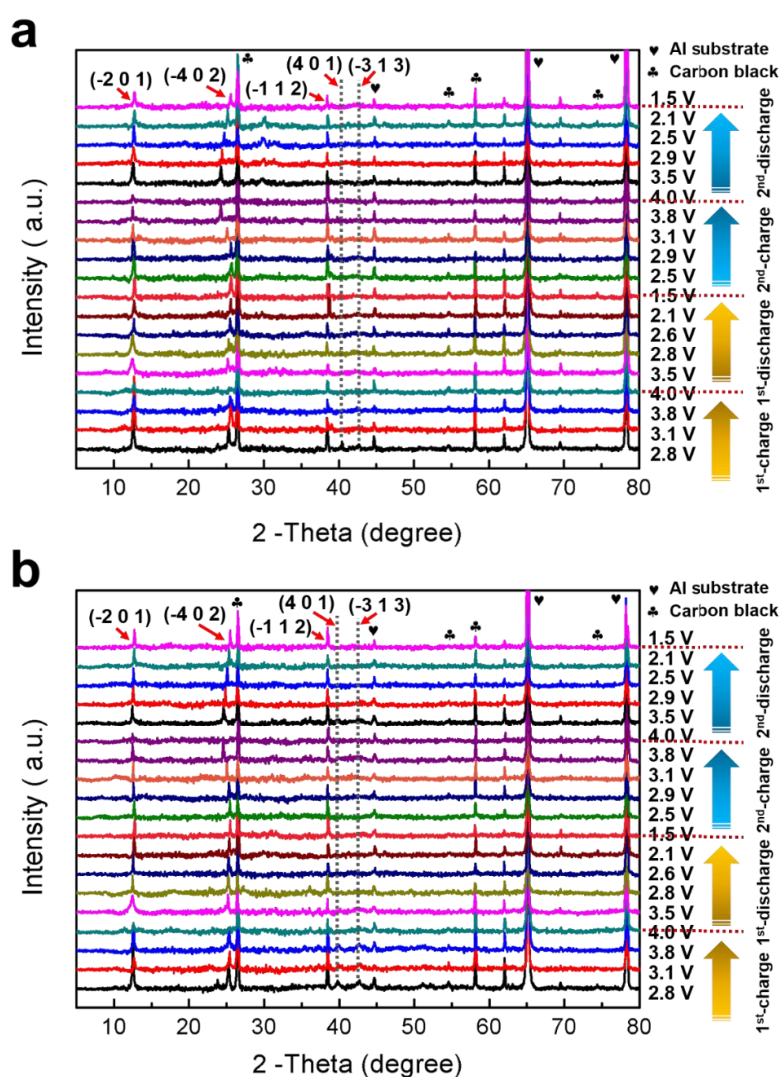 a
(-2 0 1)
(-4 0 2)
♣
(-1 1 2)
(4 0 1)
(-3 1 3)
♥
♣
♣
♥
♣
♥
♥ Al substrate
♣ Carbon black
1.5 V
2.1 V
2.5 V
2.9 V
3.5 V
4.0 V
3.8 V
3.1 V
2.9 V
2.5 V
1.5 V
2.1 V
2.6 V
2.8 V
3.5 V
4.0 V
3.8 V
3.1 V
2.8 V
1st-charge 1st-discharge 2nd-charge 2nd-discharge
Intensity ( a.u.)
10 20 30 40 50 60 70 80
2 -Theta (degree)
b
(-2 0 1)
(-4 0 2)
♣
(-1 1 2)
(4 0 1)
(-3 1 3)
♥
♣
♣
♥
♣
♥
♥ Al substrate
♣ Carbon black
1.5 V
2.1 V
2.5 V
2.9 V
3.5 V
4.0 V
3.8 V
3.1 V
2.9 V
2.5 V
1.5 V
2.1 V
2.6 V
2.8 V
3.5 V
4.0 V
3.8 V
3.1 V
2.8 V
1st-charge 1st-discharge 2nd-charge 2nd-discharge
Intensity ( a.u.)
10 20 30 40 50 60 70 80
2 -Theta (degree)